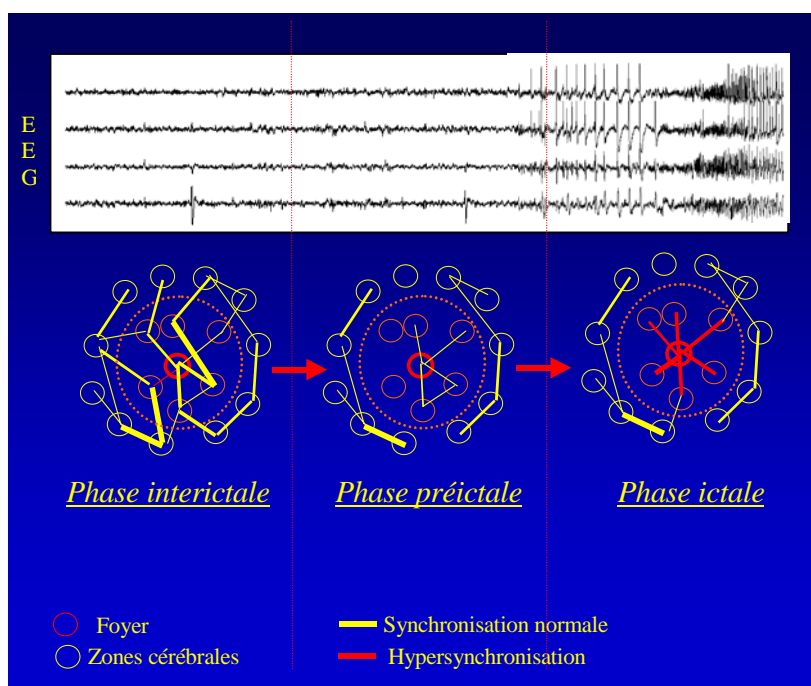 E
E
G
Phase interictale
Phase préictale
Phase ictale
Foyer
Synchronisation normale
Zones cérébrales
Hypersynchronisation